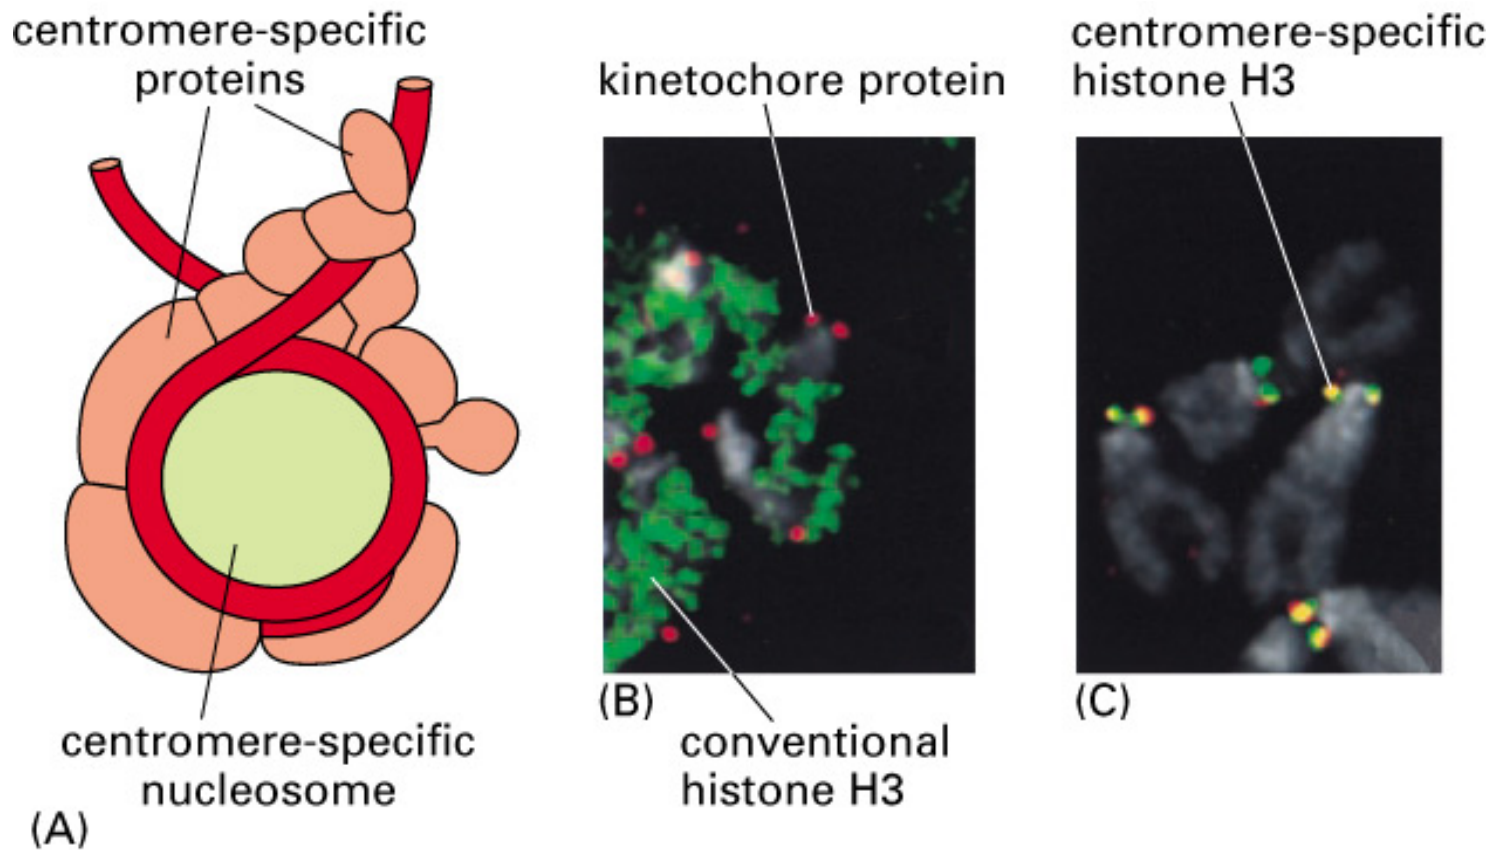 centromere-specific
proteins
centromere-specific
nucleosome
(A)
kinetochore protein
(B)
conventional
histone H3
centromere-specific
histone H3
(C)